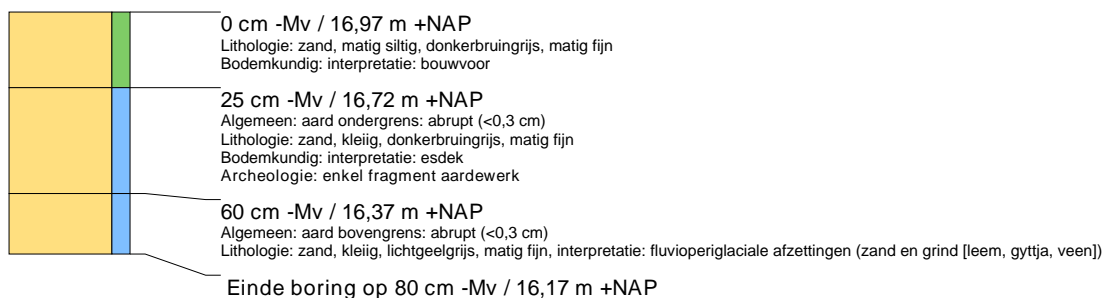 0 cm -Mv / 16,97 m +NAP
Lithologie: zand, matig siltig, donkerbruingrijs, matig fijn
Bodemkundig: interpretatie: bouwvoor
25 cm -Mv / 16,72 m +NAP
Algemeen: aard ondergrens: abrupt (<0,3 cm)
Lithologie: zand, kleiig, donkerbruingrijs, matig fijn
Bodemkundig: interpretatie: esdek
Archeologie: enkel fragment aardewerk
60 cm -Mv / 16,37 m +NAP
Algemeen: aard bovengrens: abrupt (<0,3 cm)
Lithologie: zand, kleiig, lichtgeelgrijs, matig fijn, interpretatie: fluvioperiglaciale afzettingen (zand en grind [leem, gyttja, veen])
Einde boring op 80 cm -Mv / 16,17 m +NAP